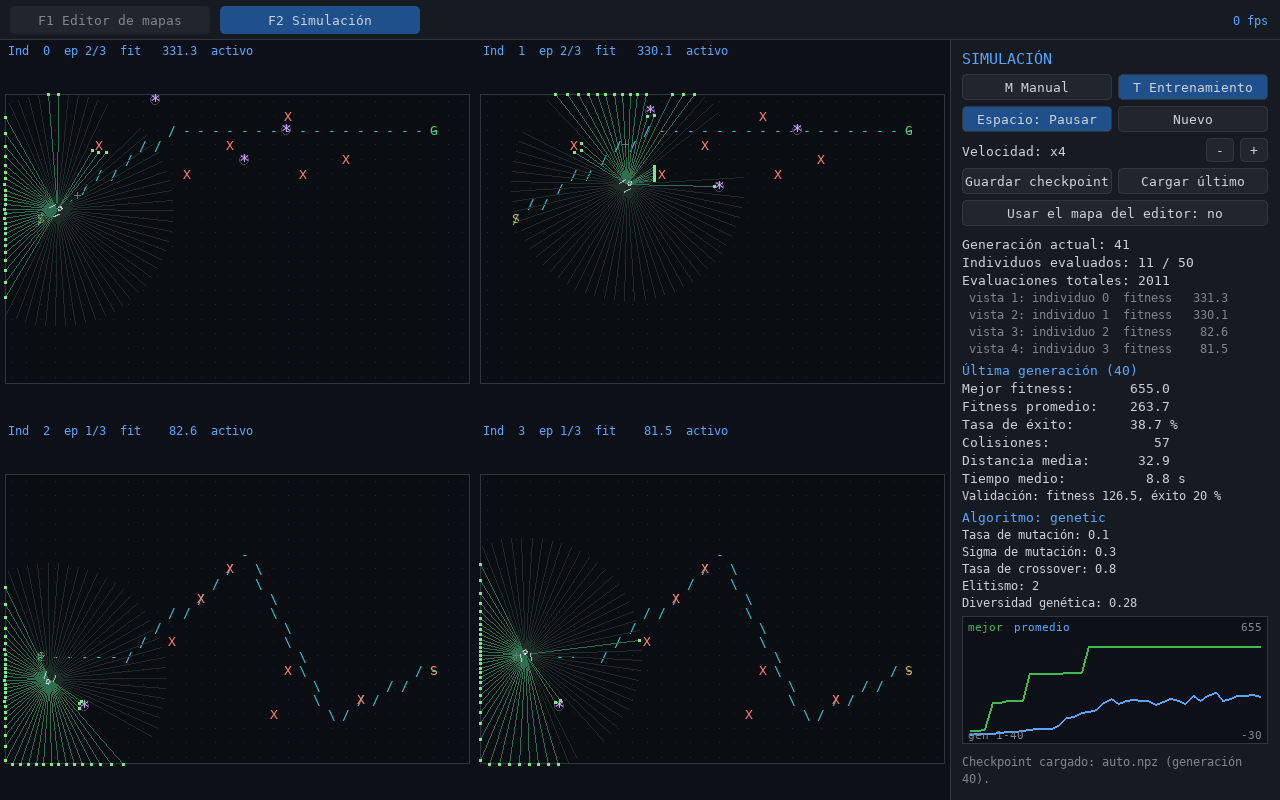 F1 Editor de mapas
F2 Simulación
0 fps
Ind  0  ep 2/3  fit   331.3  activo
Ind  1  ep 2/3  fit   330.1  activo
Ind  2  ep 1/3  fit    82.6  activo
Ind  3  ep 1/3  fit    81.5  activo
SIMULACIÓN
M Manual
T Entrenamiento
Espacio: Pausar
Nuevo
Velocidad: x4
-
+
Guardar checkpoint
Cargar último
Usar el mapa del editor: no
Generación actual: 41
Individuos evaluados: 11 / 50
Evaluaciones totales: 2011
vista 1: individuo 0  fitness   331.3
vista 2: individuo 1  fitness   330.1
vista 3: individuo 2  fitness    82.6
vista 4: individuo 3  fitness    81.5
Última generación (40)
Mejor fitness:       655.0
Fitness promedio:    263.7
Tasa de éxito:       38.7 %
Colisiones:             57
Distancia media:      32.9
Tiempo medio:          8.8 s
Validación: fitness 126.5, éxito 20 %
Algoritmo: genetic
Tasa de mutación: 0.1
Sigma de mutación: 0.3
Tasa de crossover: 0.8
Elitismo: 2
Diversidad genética: 0.28
mejor  promedio  655
gen 1-40  -30
Checkpoint cargado: auto.npz (generación
40).